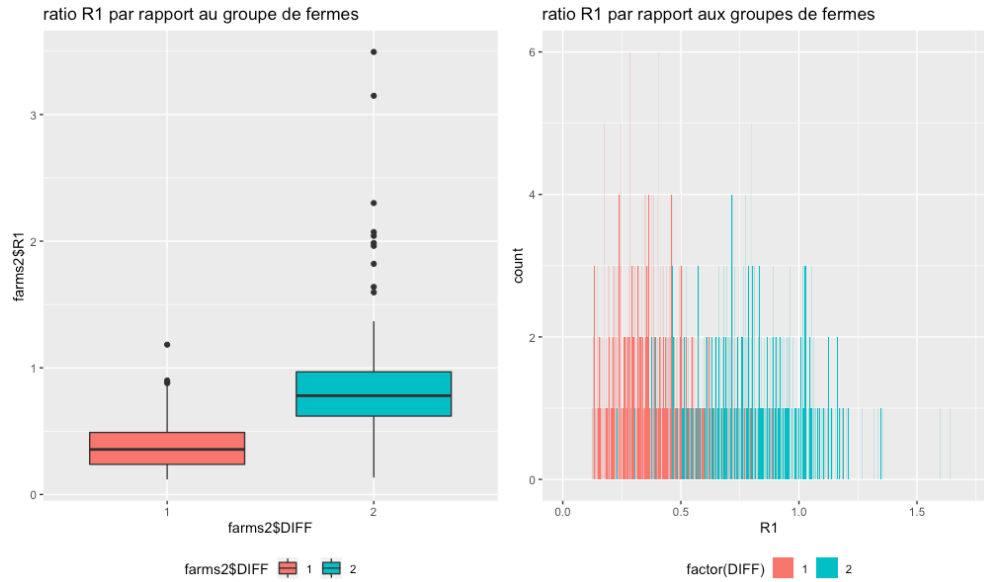 ratio R1 par rapport au groupe de fermes
farms2$R1
3
2
1
0
1
2
farms2$DIFF
farms2$DIFF 1 2
ratio R1 par rapport aux groupes de fermes
count
6
4
2
0
0.0 0.5 1.0 1.5
R1
factor(DIFF) 1 2